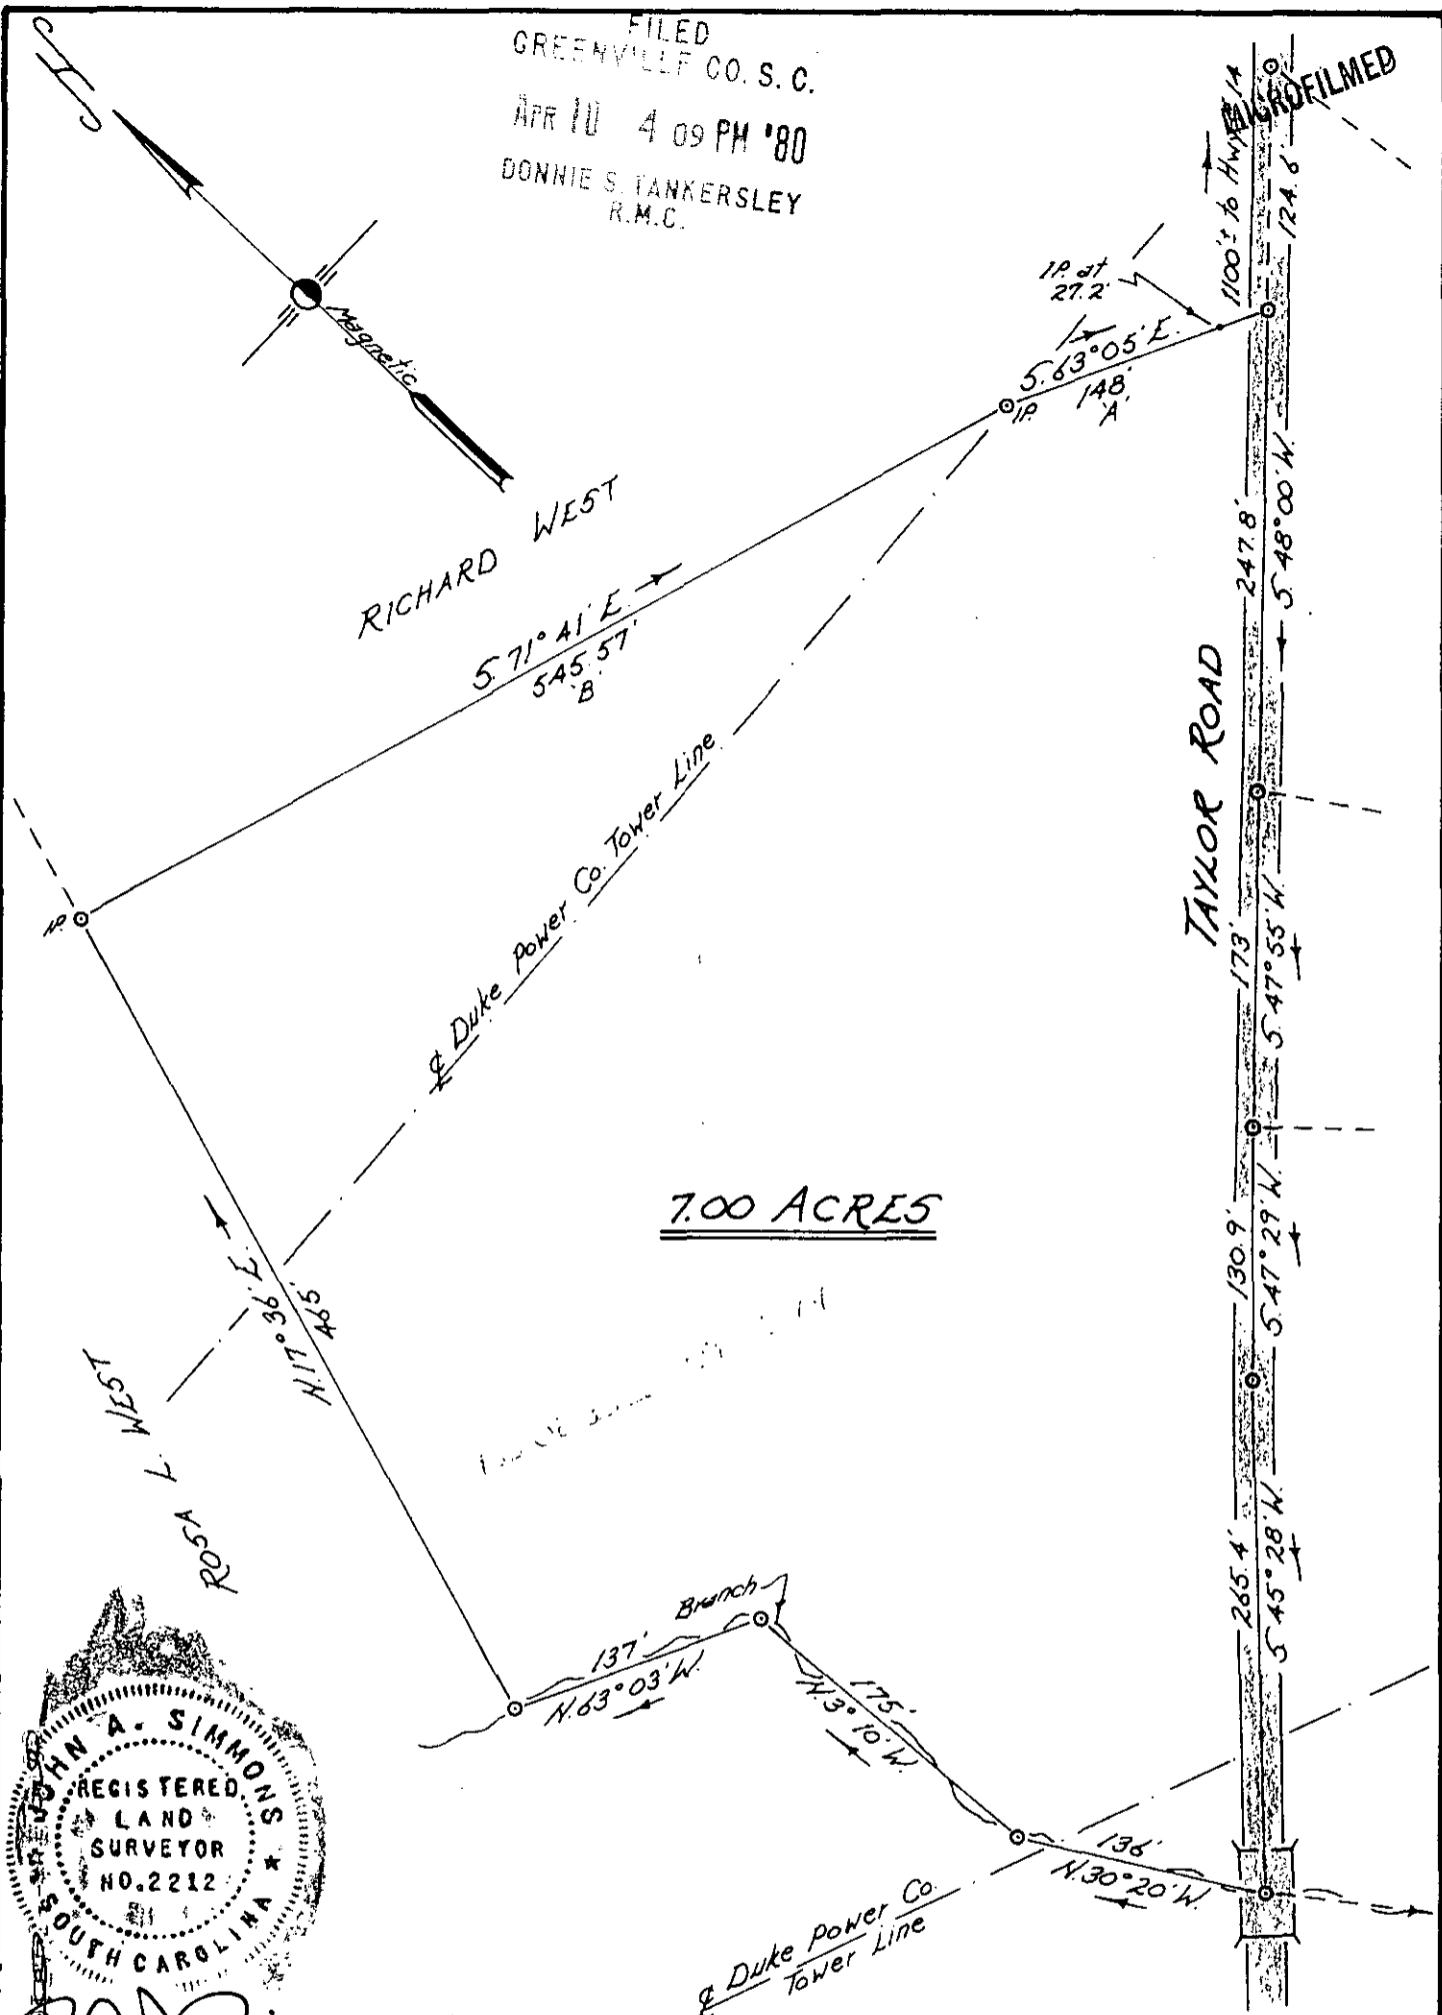 FILED
GREENVILLE CO. S. C.
APR 10 4 09 PM '80
DONNIE S. TANKERSLEY
R.M.C.
MICROFILMED
1100'± to Hwy. 14
124.6'
Magnetic
I.P. at
27.2'
S.63°05'E.
148'
'A'
I.P.
RICHARD WEST
S.71°41'E.
545.57'
'B'
247.8'
S.48°00'W.
TAYLOR ROAD
℄ Duke Power Co. Tower Line
I.P.
173'
S.47°55'W.
7.00 ACRES
130.9'
S.47°29'W.
N.17°36'E.
465'
ROSA L. WEST
265.4'
S.45°28'W.
Branch
137'
N.63°03'W.
175'
N.3°10'W.
136'
N.30°20'W.
℄ Duke Power Co.
Tower Line
JOHN A. SIMMONS
REGISTERED
LAND
SURVEYOR
NO.2212
SOUTH CAROLINA